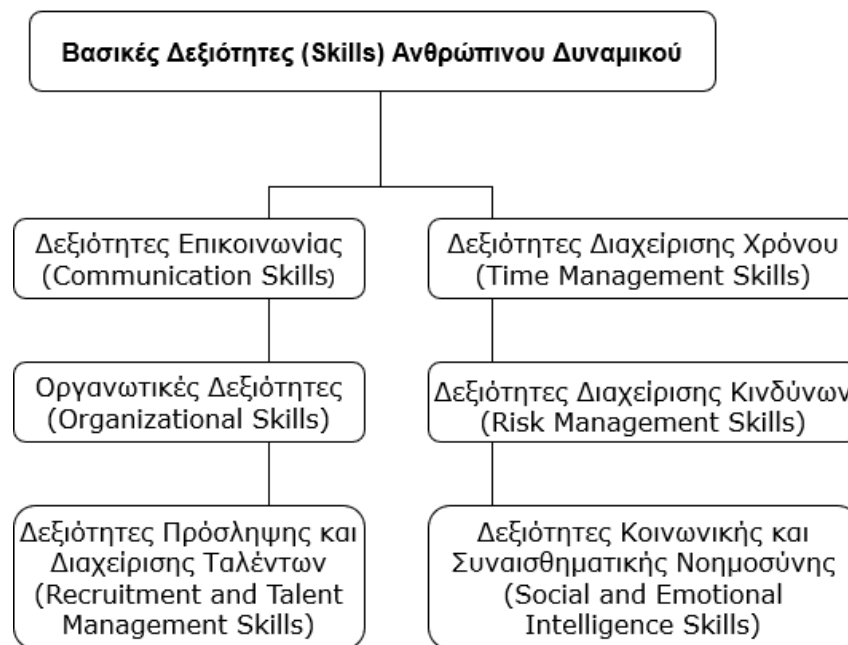 Βασικές Δεξιότητες (Skills) Ανθρώπινου Δυναμικού
Δεξιότητες Επικοινωνίας
(Communication Skills)
Οργανωτικές Δεξιότητες
(Organizational Skills)
Δεξιότητες Πρόσληψης και
Διαχείρισης Ταλέντων
(Recruitment and Talent
Management Skills)
Δεξιότητες Διαχείρισης Χρόνου
(Time Management Skills)
Δεξιότητες Διαχείρισης Κινδύνων
(Risk Management Skills)
Δεξιότητες Κοινωνικής και
Συναισθηματικής Νοημοσύνης
(Social and Emotional
Intelligence Skills)